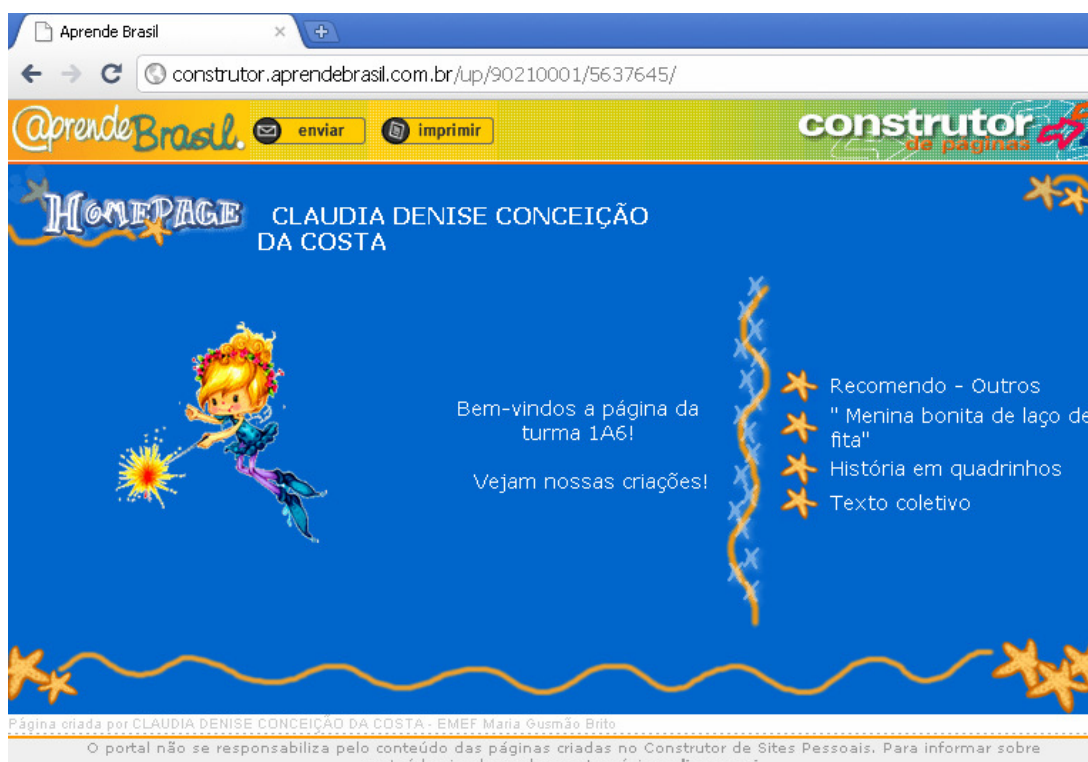 Aprende Brasil
construtor.aprendebrasil.com.br/up/90210001/5637645/
@prende Brasil.
enviar
imprimir
construtor
de páginas
HOMEPAGE
CLAUDIA DENISE CONCEIÇÃO
DA COSTA
Bem-vindos a página da
turma 1A6!
Vejam nossas criações!
Recomendo - Outros
" Menina bonita de laço de
fita"
História em quadrinhos
Texto coletivo
Página criada por CLAUDIA DENISE CONCEIÇÃO DA COSTA - EMEF Maria Gusmão Brito
O portal não se responsabiliza pelo conteúdo das páginas criadas no Construtor de Sites Pessoais. Para informar sobre